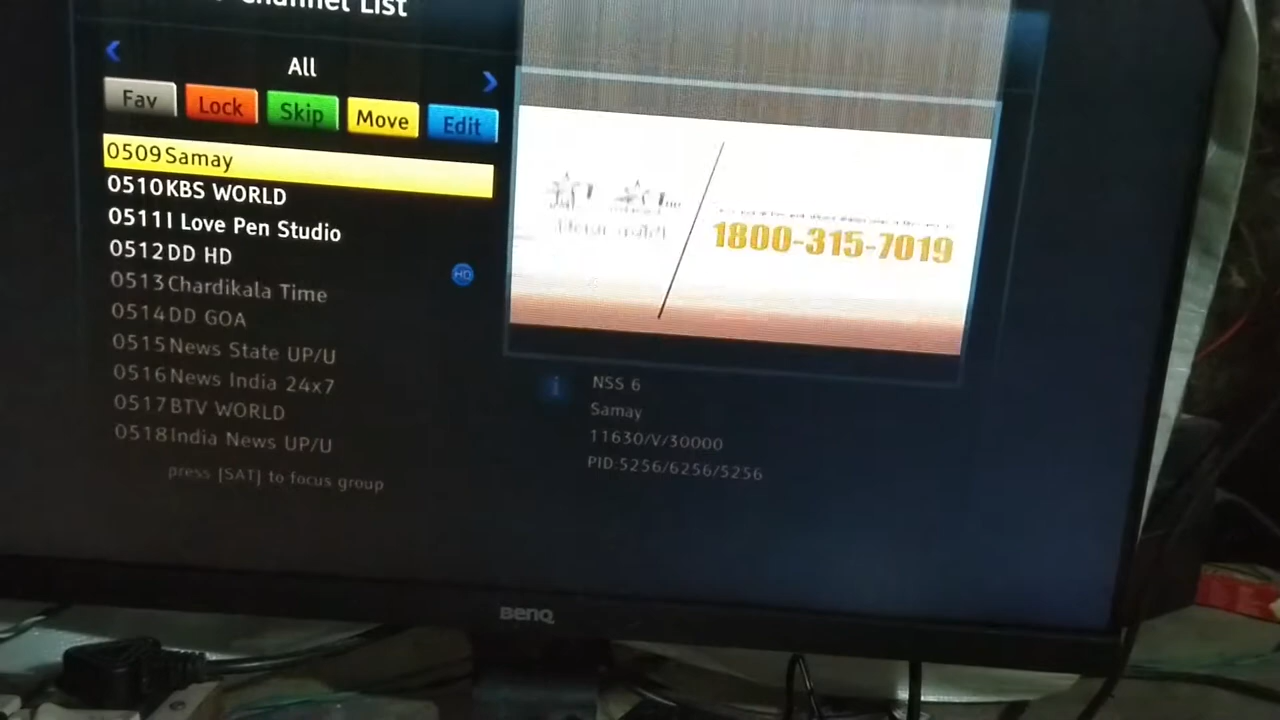 Channel List
All
Fav Lock Skip Move Edit
0509 Samay
0510 KBS WORLD
0511 I Love Pen Studio
0512 DD HD HD
0513 Chardikala Time
0514 DD GOA
0515 News State UP/U
0516 News India 24x7
0517 BTV WORLD
0518 India News UP/U
press [SAT] to focus group
1800-315-7019
i
NSS 6
Samay
11630/V/30000
PID:5256/6256/5256
BenQ